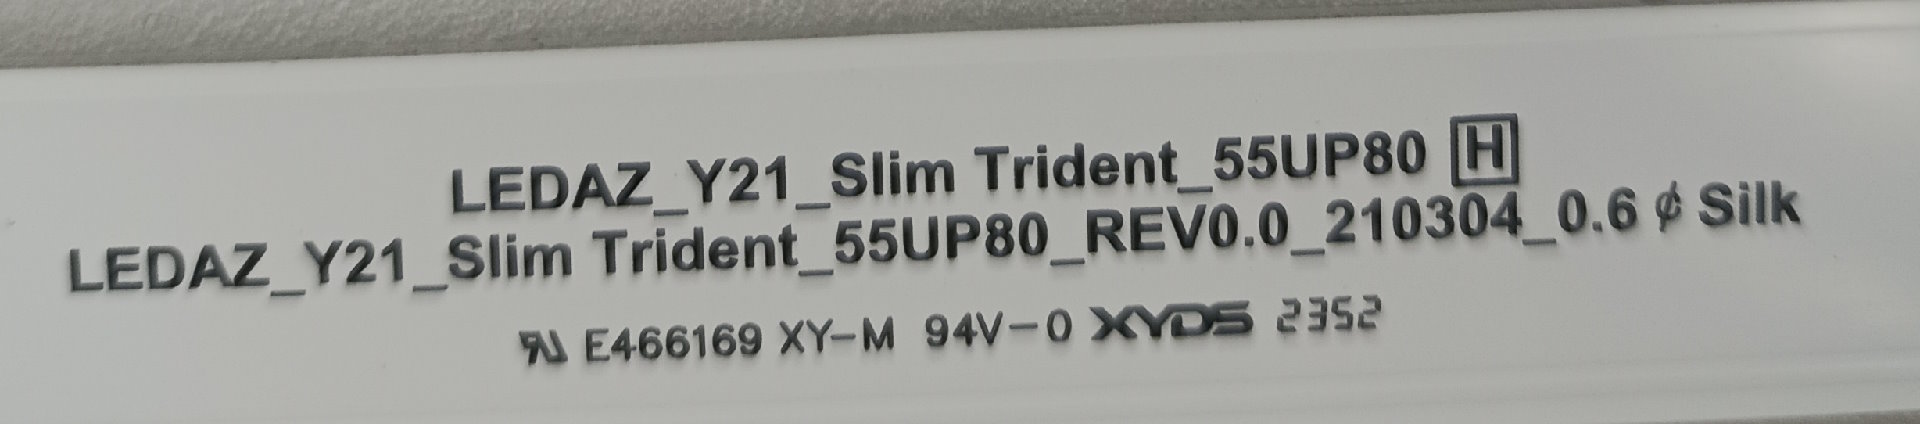 LEDAZ_Y21_Slim Trident_55UP80 H
LEDAZ_Y21_Slim Trident_55UP80_REV0.0_210304_0.6 ¢ Silk
E466169 XY-M 94V-0 XYDS 2352